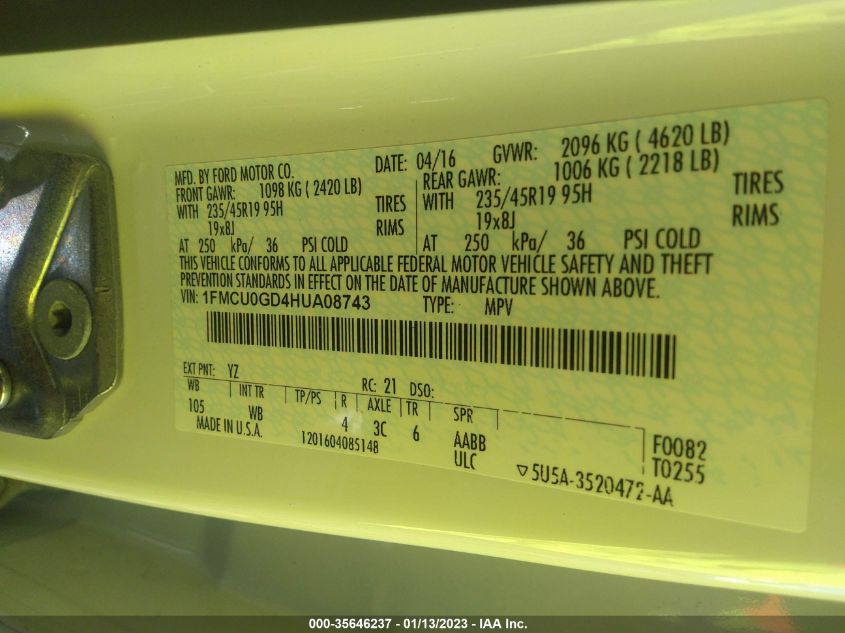 MFD. BY FORD MOTOR CO. DATE: 04/16 GVWR: 2096 KG ( 4620 LB)
FRONT GAWR: 1098 KG ( 2420 LB) REAR GAWR: 1006 KG ( 2218 LB)
WITH 235/45R19 95H TIRES WITH 235/45R19 95H TIRES
19x8J RIMS 19x8J RIMS
AT 250 kPa/ 36 PSI COLD AT 250 kPa/ 36 PSI COLD
THIS VEHICLE CONFORMS TO ALL APPLICABLE FEDERAL MOTOR VEHICLE SAFETY AND THEFT
PREVENTION STANDARDS IN EFFECT ON THE DATE OF MANUFACTURE SHOWN ABOVE.
VIN: 1FMCU0GD4HUA08743 TYPE: MPV
EXT PNT: YZ RC: 21 DSO:
WB INT TR TP/PS R AXLE TR SPR
105 WB 4 3C 6 AABB F0082
MADE IN U.S.A. 1201604085148 ULC ▽5U5A-3520472-AA T0255
000-35646237 - 01/13/2023 - IAA Inc.